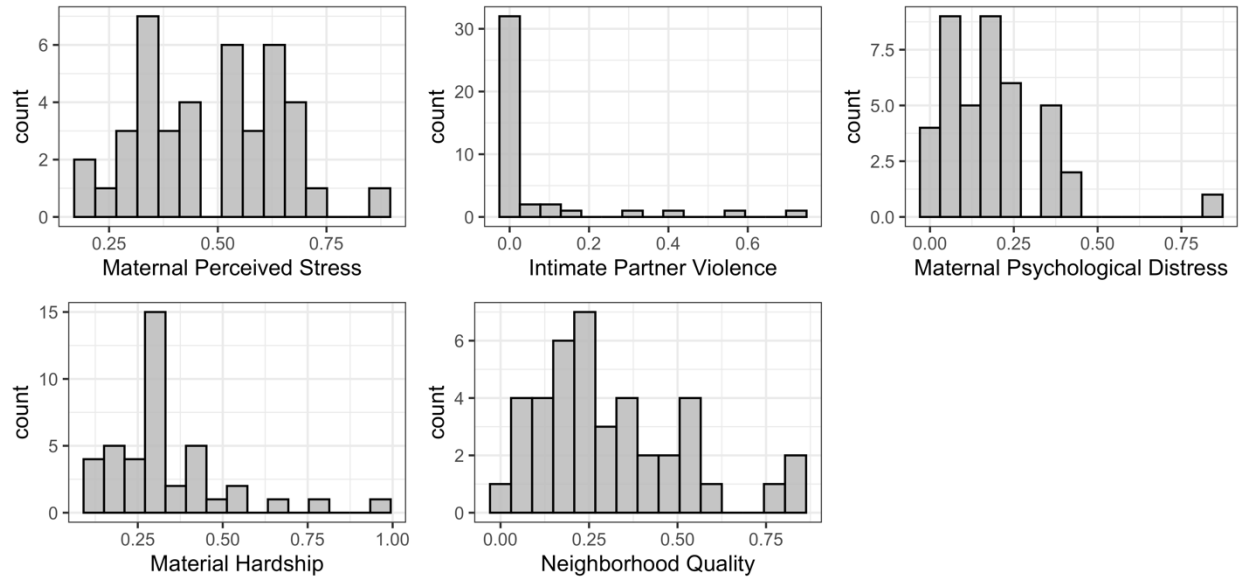 6
4
2
0
count
0.25 0.50 0.75
Maternal Perceived Stress
30
20
10
0
count
0.0 0.2 0.4 0.6
Intimate Partner Violence
7.5
5.0
2.5
0.0
count
0.00 0.25 0.50 0.75
Maternal Psychological Distress
15
10
5
0
count
0.25 0.50 0.75 1.00
Material Hardship
6
4
2
0
count
0.00 0.25 0.50 0.75
Neighborhood Quality